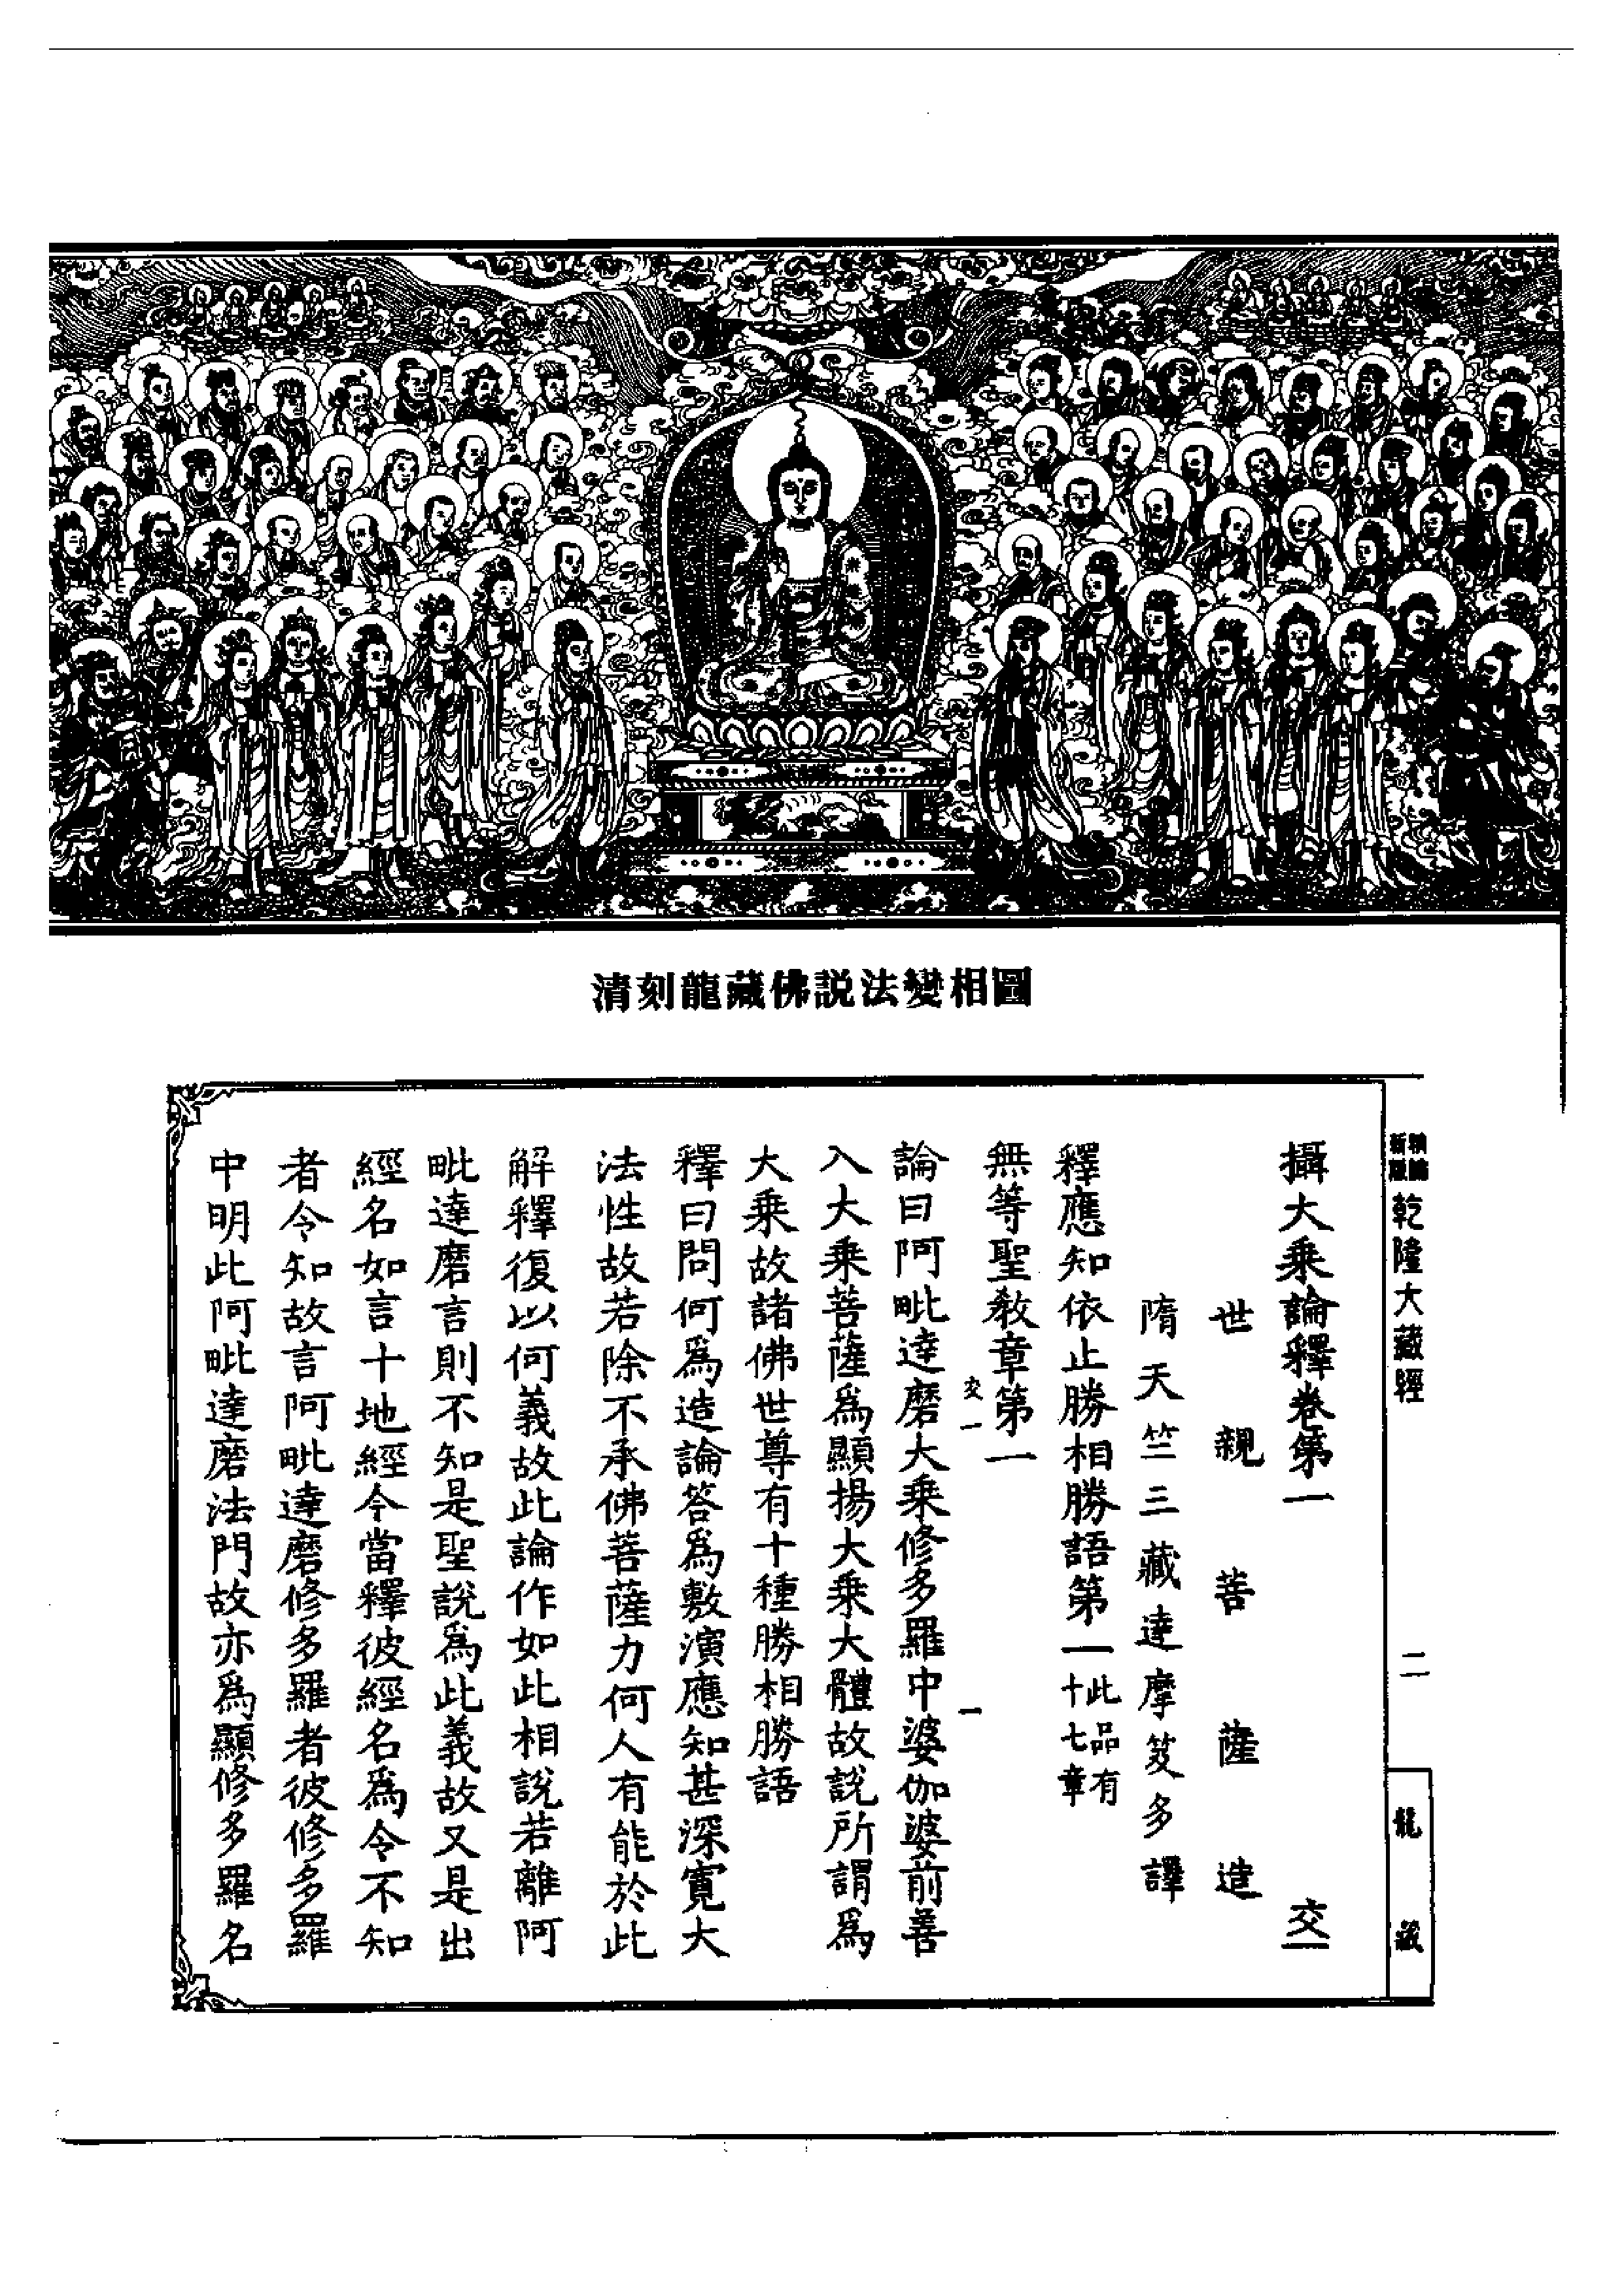 清刻龍藏佛説法變相圖
乾隆大藏經
二
龍藏
攝大乘論釋卷第一 交一
世親菩薩造
隋天竺三藏達摩笈多譯
釋應知依止勝相勝語第一此品有十七章
無等聖教章第一
交一 一
論曰阿毗達磨大乘修多羅中婆伽婆前善
入大乘菩薩爲顯揚大乘大體故說所謂爲
大乘故諸佛世尊有十種勝相勝語
釋曰問何爲造論答爲敷演應知甚深寬大
法性故若除不承佛菩薩力何人有能於此
解釋復以何義故此論作如此相說若離阿
毗達磨言則不知是聖說爲此義故又是出
經名如言十地經今當釋彼經名爲令不知
者令知故言阿毗達磨修多羅者彼修多羅
中明此阿毗達磨法門故亦爲顯修多羅名